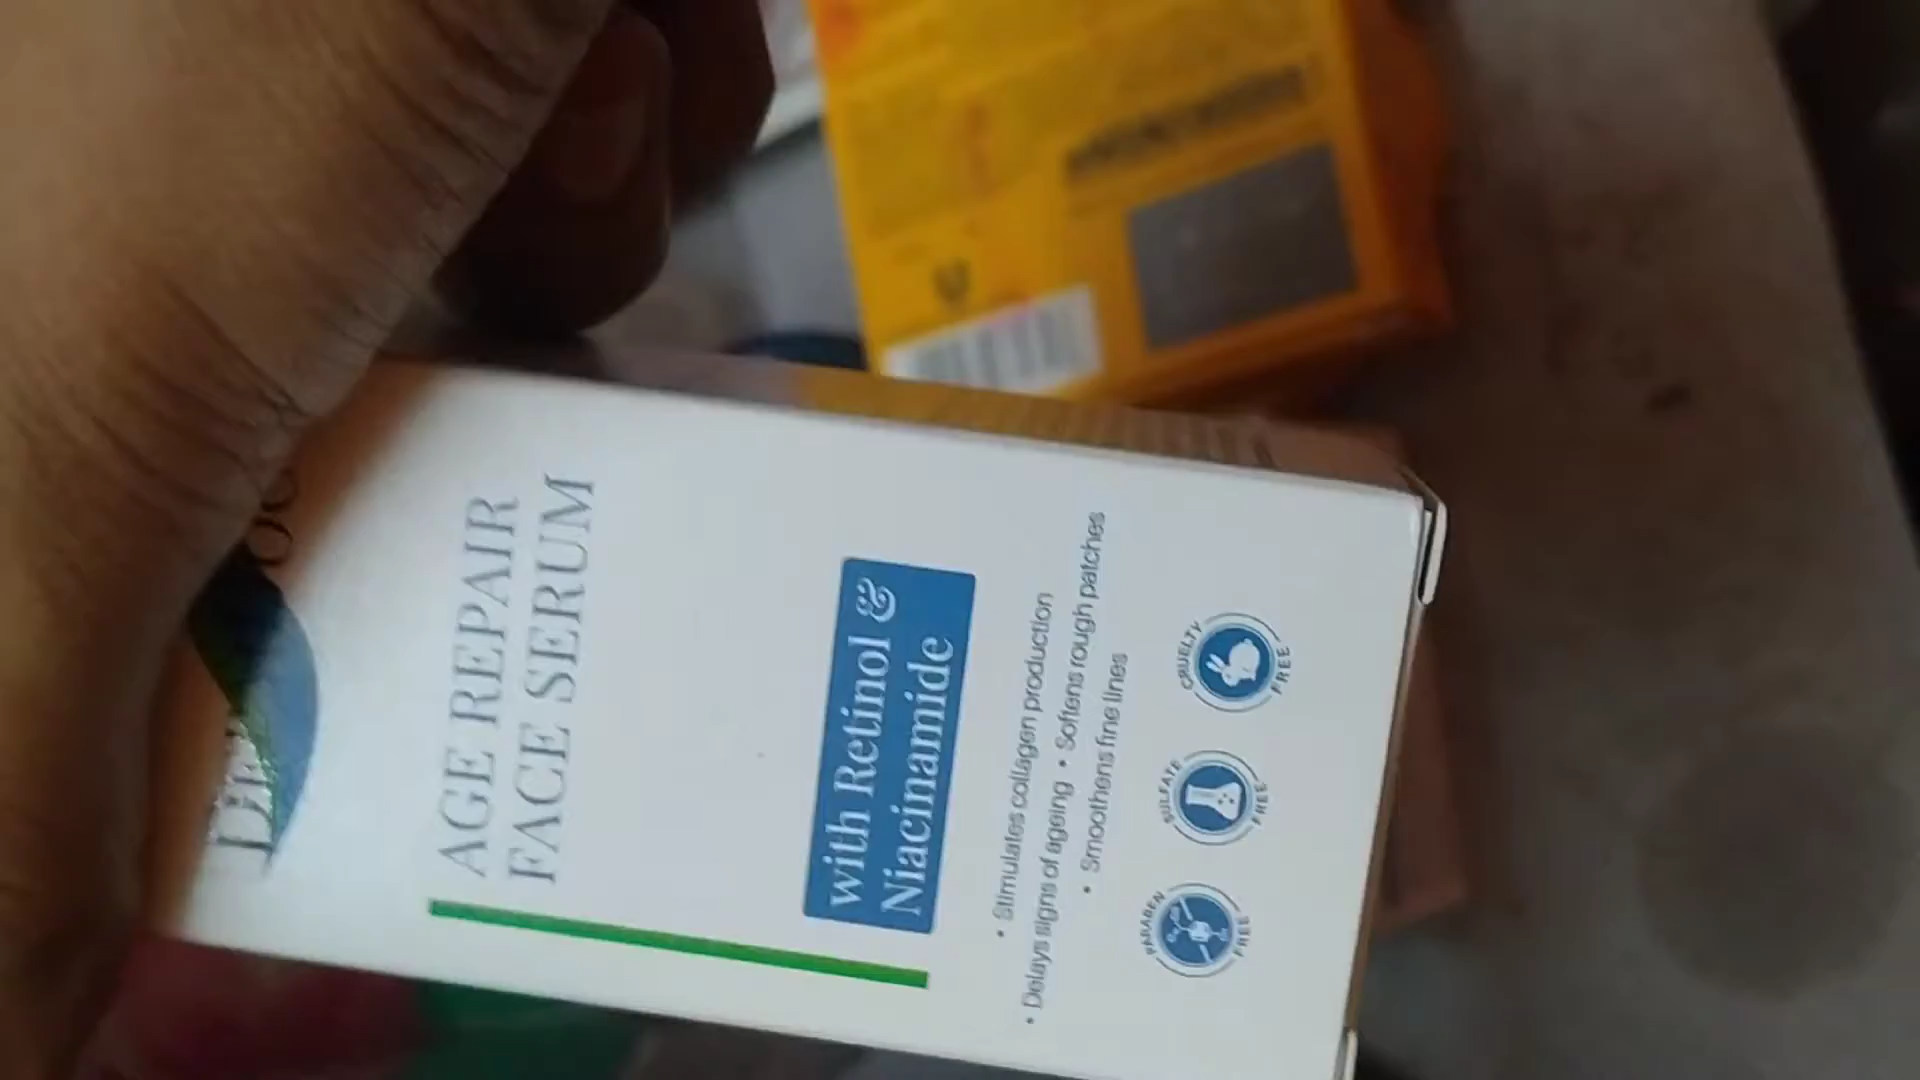 AGE REPAIR
FACE SERUM
with Retinol &
Niacinamide
• Stimulates collagen production
• Delays signs of ageing • Softens rough patches
• Smoothens fine lines
PARABEN FREE
SULFATE FREE
CRUELTY FREE